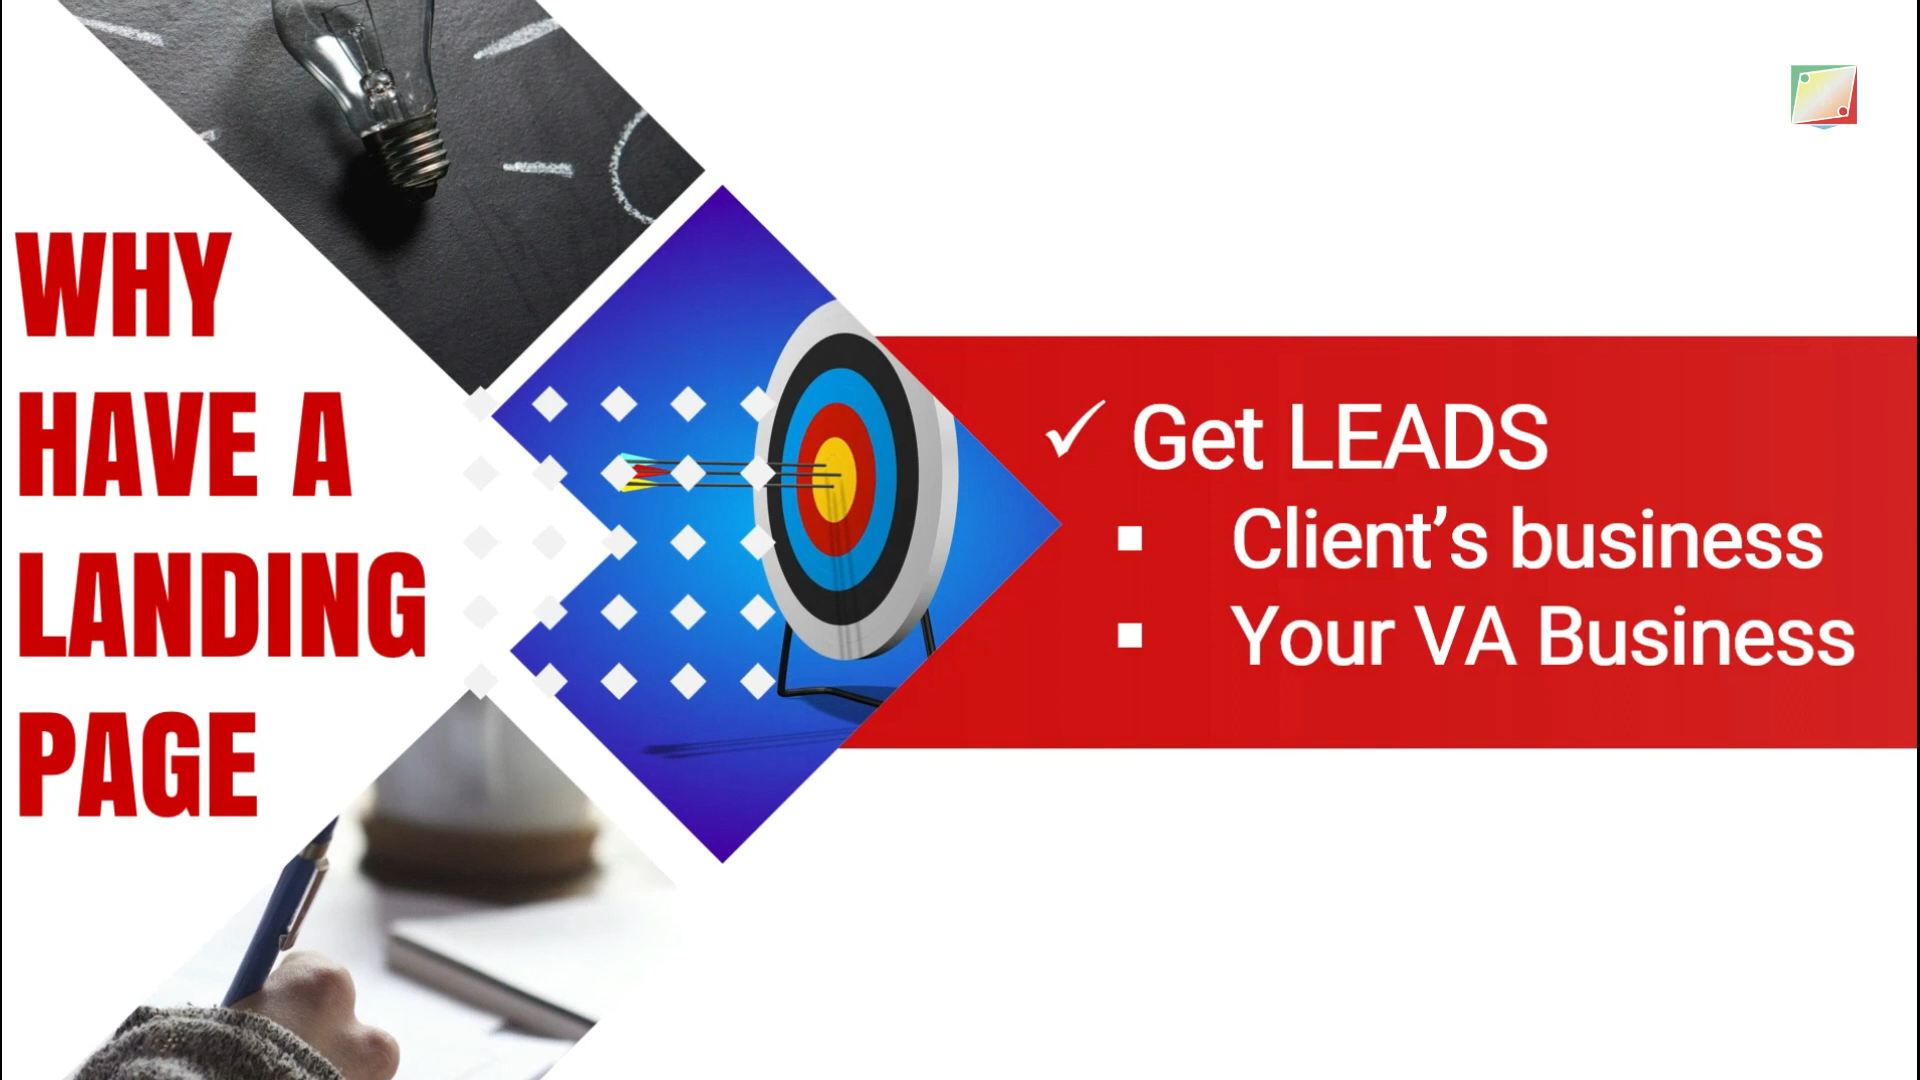 WHY
HAVE A
LANDING
PAGE
✓ Get LEADS
▪ Client’s business
▪ Your VA Business